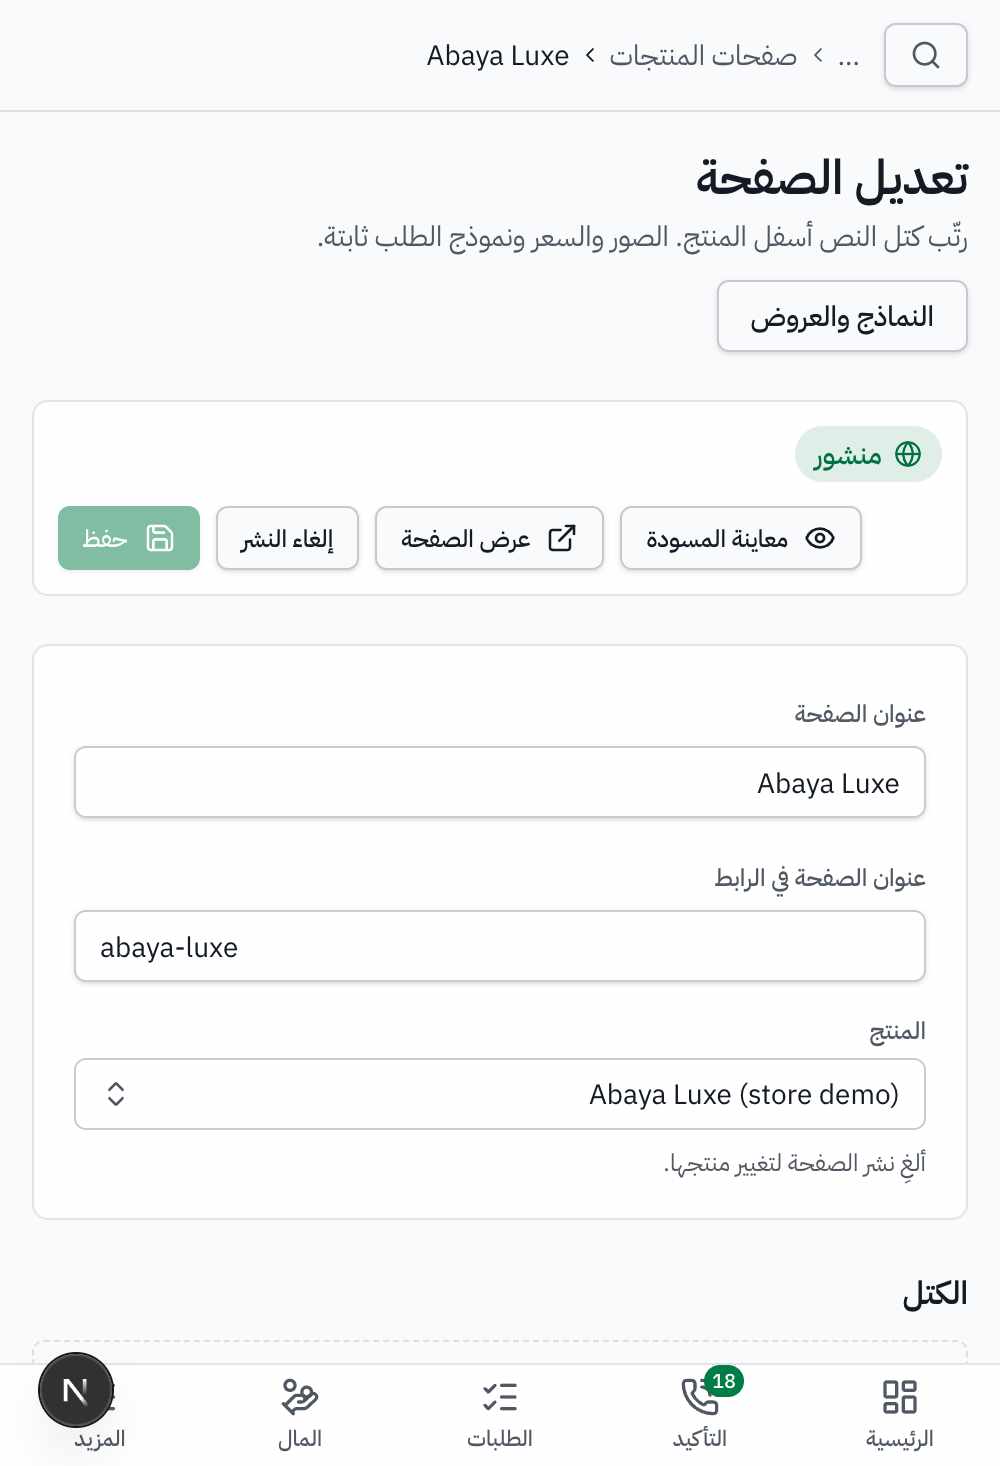 ... › صفحات المنتجات › Abaya Luxe
تعديل الصفحة
رتّب كتل النص أسفل المنتج. الصور والسعر ونموذج الطلب ثابتة.
النماذج والعروض
منشور
معاينة المسودة عرض الصفحة إلغاء النشر حفظ
عنوان الصفحة
Abaya Luxe
عنوان الصفحة في الرابط
abaya-luxe
المنتج
Abaya Luxe (store demo)
ألغِ نشر الصفحة لتغيير منتجها.
الكتل
18
N
الرئيسية التأكيد الطلبات المال المزيد